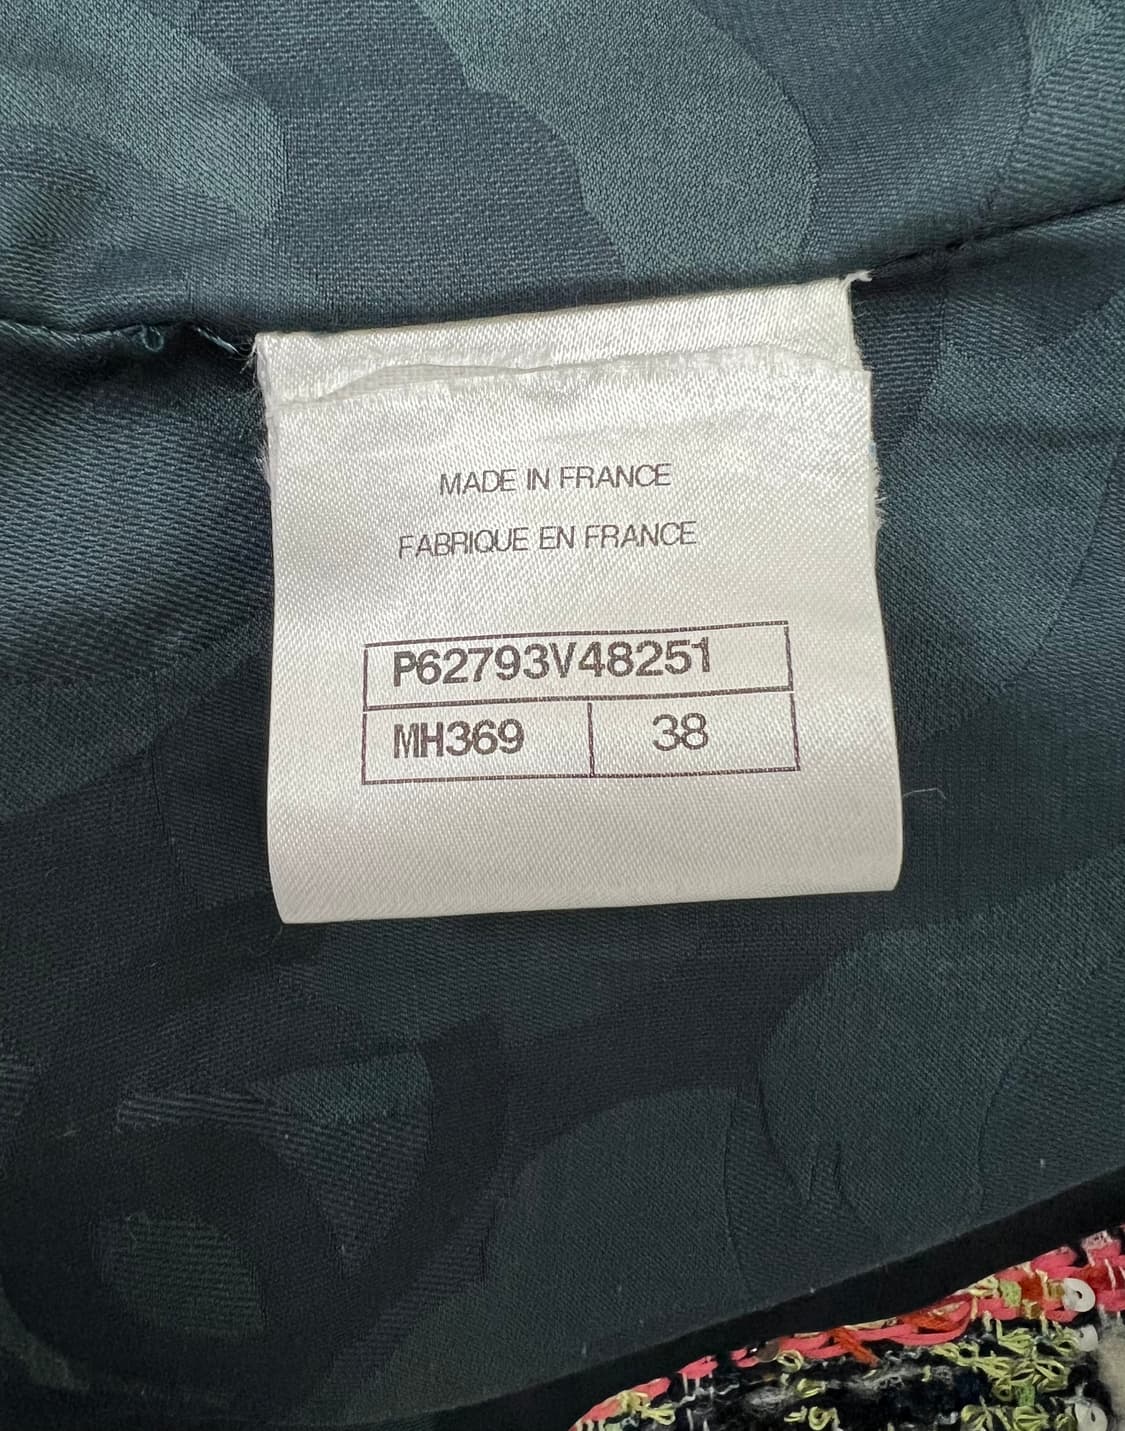 MADE IN FRANCE
FABRIQUE EN FRANCE
P62793V48251
MH369 38